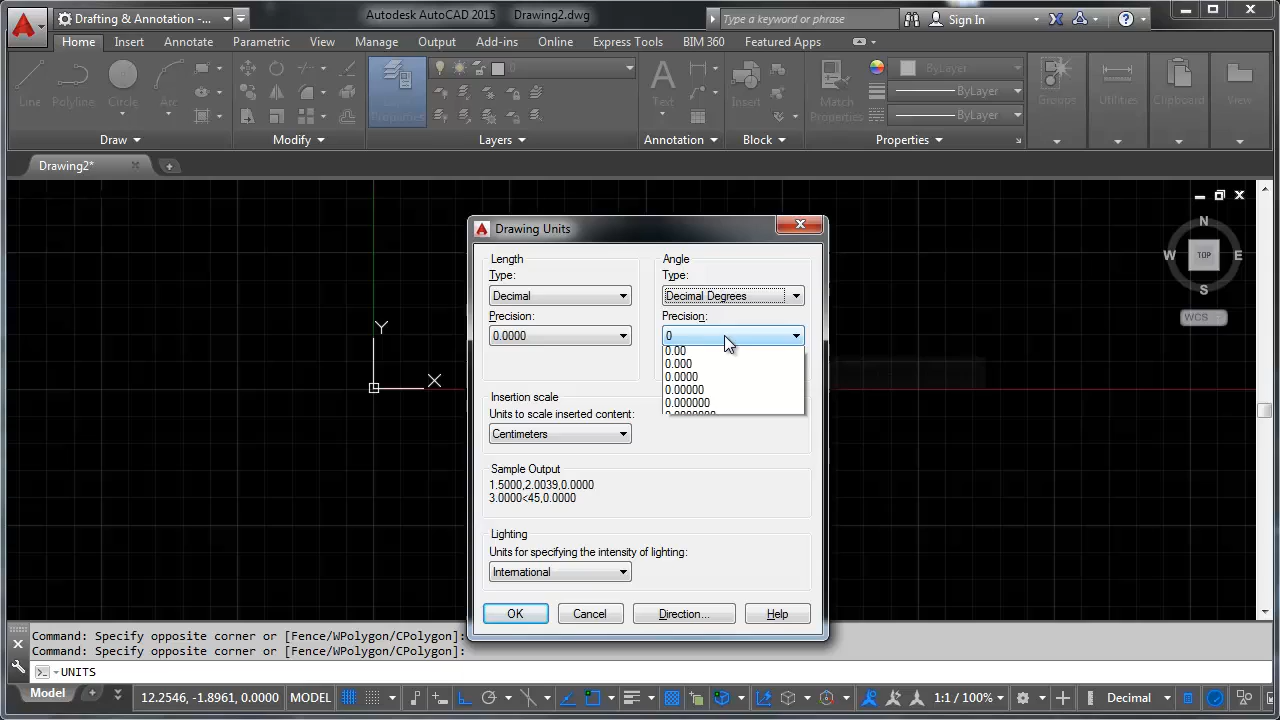 Drafting & Annotation - ...
Autodesk AutoCAD 2015 Drawing2.dwg
Type a keyword or phrase
Sign In
Home Insert Annotate Parametric View Manage Output Add-ins Online Express Tools BIM 360 Featured Apps
Line Polyline Circle Arc
Layer
Properties
0
Text
Insert
Match
Properties
ByLayer
ByLayer
ByLayer
Groups Utilities Clipboard View
Draw Modify Layers Annotation Block Properties
Drawing2*
N
W TOP E
S
WCS
Y
X
Drawing Units
Length
Type:
Decimal
Precision:
0.0000
Angle
Type:
Decimal Degrees
Precision:
0
0.00
0.000
0.0000
0.00000
0.000000
Insertion scale
Units to scale inserted content:
Centimeters
Sample Output
1.5000,2.0039,0.0000
3.0000<45,0.0000
Lighting
Units for specifying the intensity of lighting:
International
OK Cancel Direction... Help
Command: Specify opposite corner or [Fence/WPolygon/CPolygon]:
Command: Specify opposite corner or [Fence/WPolygon/CPolygon]:
UNITS
Model
12.2546, -1.8961, 0.0000 MODEL 1:1 / 100% Decimal